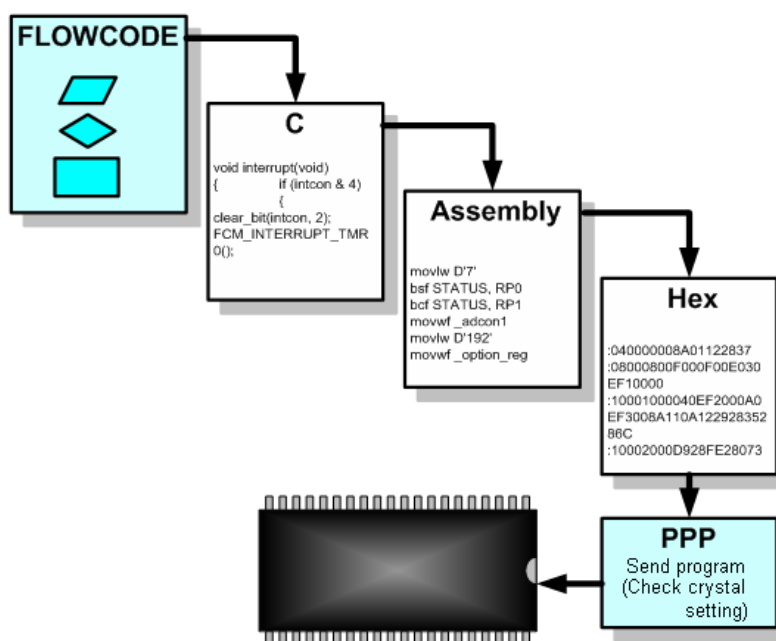 FLOWCODE
C
void interrupt(void)
{ if (intcon & 4)
{
clear_bit(intcon, 2);
FCM_INTERRUPT_TMR
0();
Assembly
movlw D'7'
bsf STATUS, RP0
bcf STATUS, RP1
movwf _adcon1
movlw D'192'
movwf _option_reg
Hex
:040000008A01122837
:08000800F000F00E030
EF10000
:10001000040EF2000A0
EF3008A110A122928352
86C
:10002000D928FE28073
PPP
Send program
(Check crystal
setting)